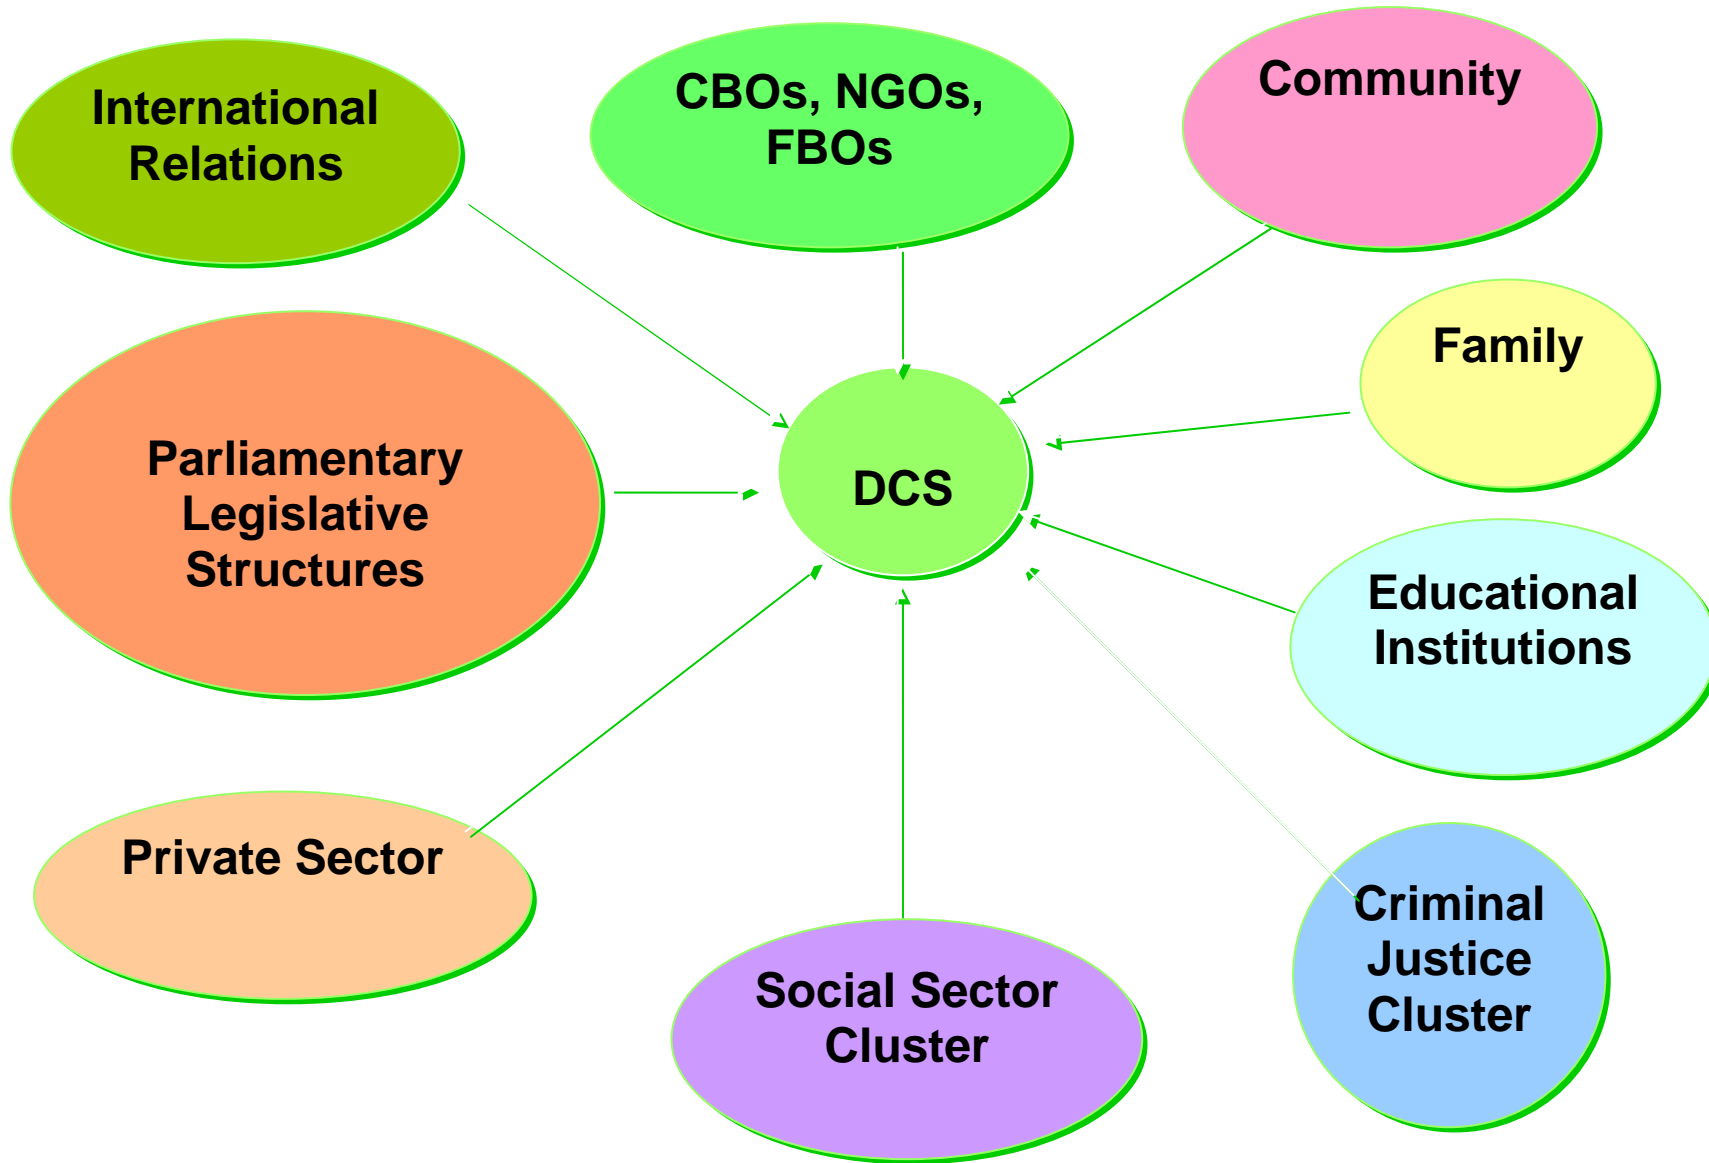 International
Relations
CBOs, NGOs,
FBOs
Community
Family
Parliamentary
Legislative
Structures
DCS
Educational
Institutions
Private Sector
Social Sector
Cluster
Criminal
Justice
Cluster